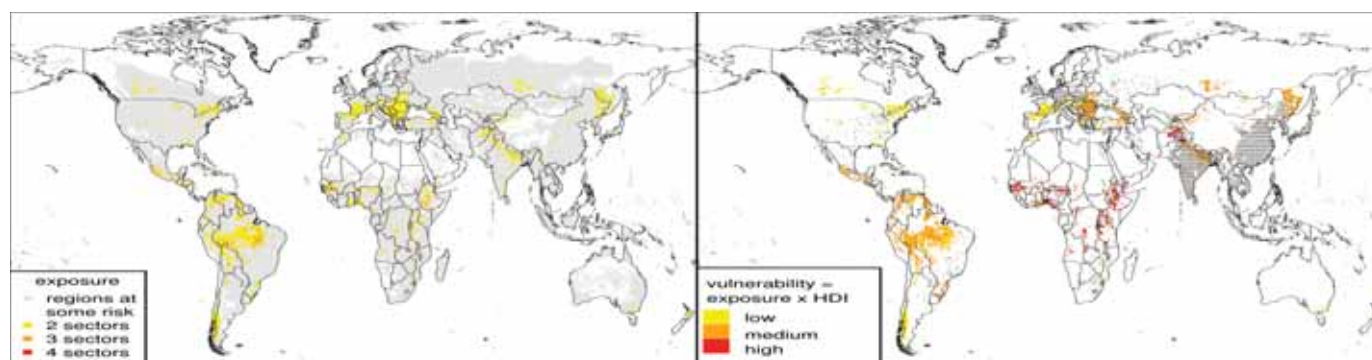 exposure
regions at
some risk
2 sectors
3 sectors
4 sectors
vulnerability =
exposure x HDI
low
medium
high